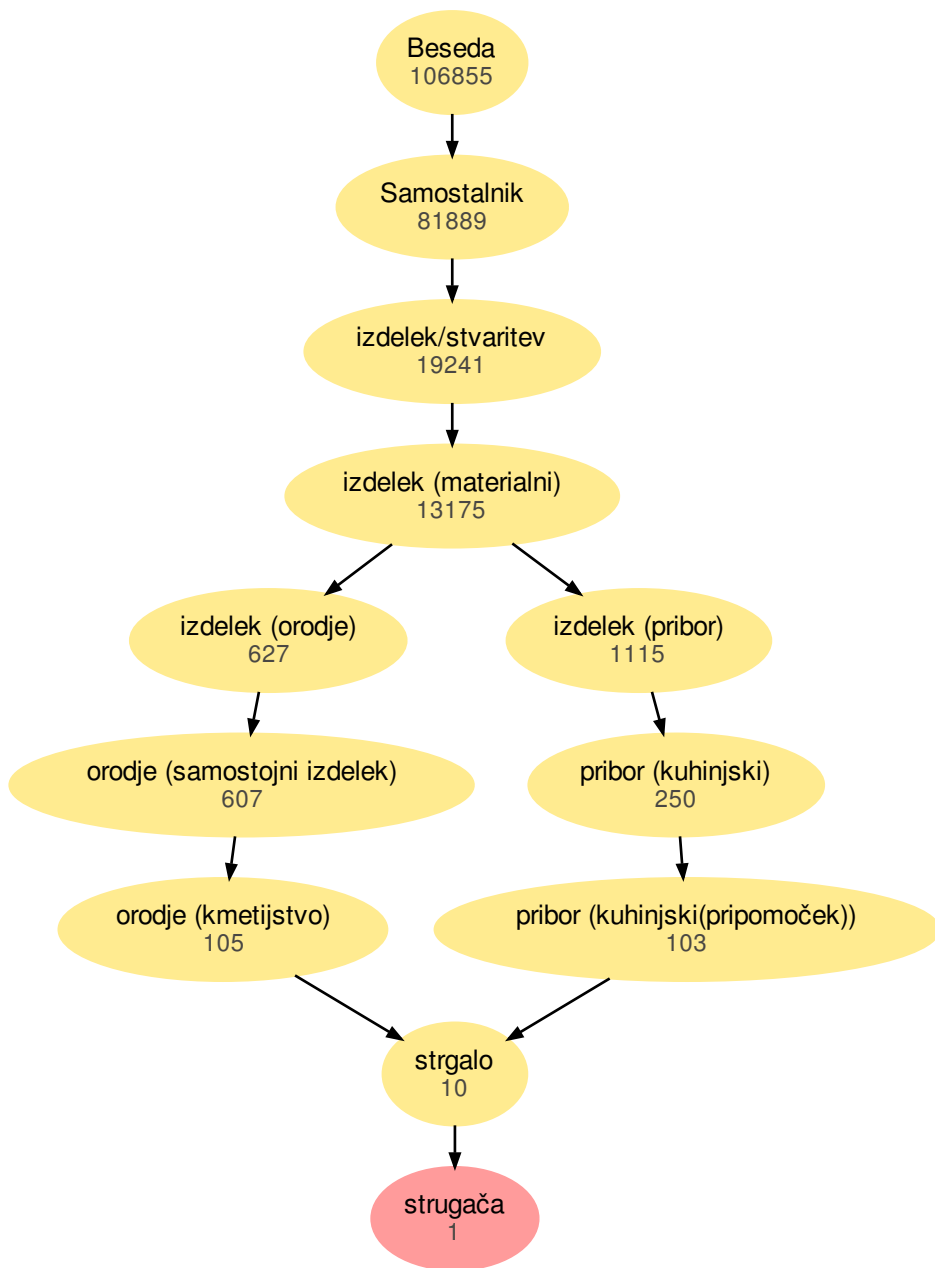 Beseda
106855
Samostalnik
81889
izdelek/stvaritev
19241
izdelek (materialni)
13175
izdelek (orodje)
627
izdelek (pribor)
1115
orodje (samostojni izdelek)
607
pribor (kuhinjski)
250
orodje (kmetijstvo)
105
pribor (kuhinjski(pripomoček))
103
strgalo
10
strugača
1